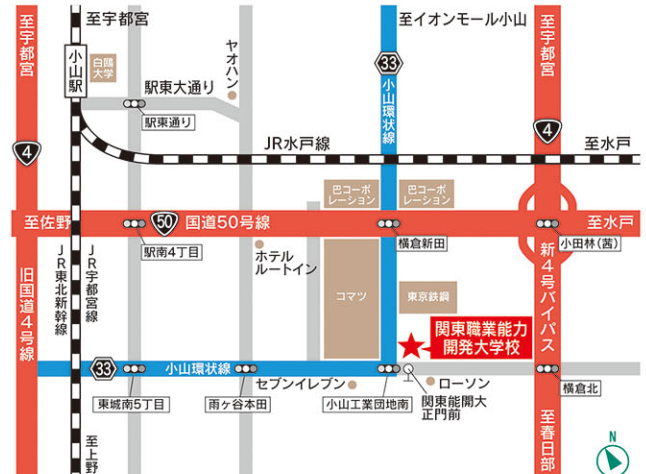 至宇都宮
至宇都宮
小山駅
白鴎
大学
駅東大通り
駅東通り
ヤオハン
至イオンモール小山
33
小山環状線
至宇都宮
4
4
JR水戸線
至水戸
巴コーポ
レーション
巴コーポ
レーション
至佐野
50
国道50号線
至水戸
駅南4丁目
横倉新田
小田林(茜)
ホテル
ルートイン
旧国道4号線
JR東北新幹線
JR宇都宮線
コマツ
東京鉄鋼
新4号バイパス
関東職業能力
開発大学校
33
小山環状線
セブンイレブン
ローソン
東城南5丁目
雨ヶ谷本田
小山工業団地南
関東能開大
正門前
横倉北
至上野
至春日部
N